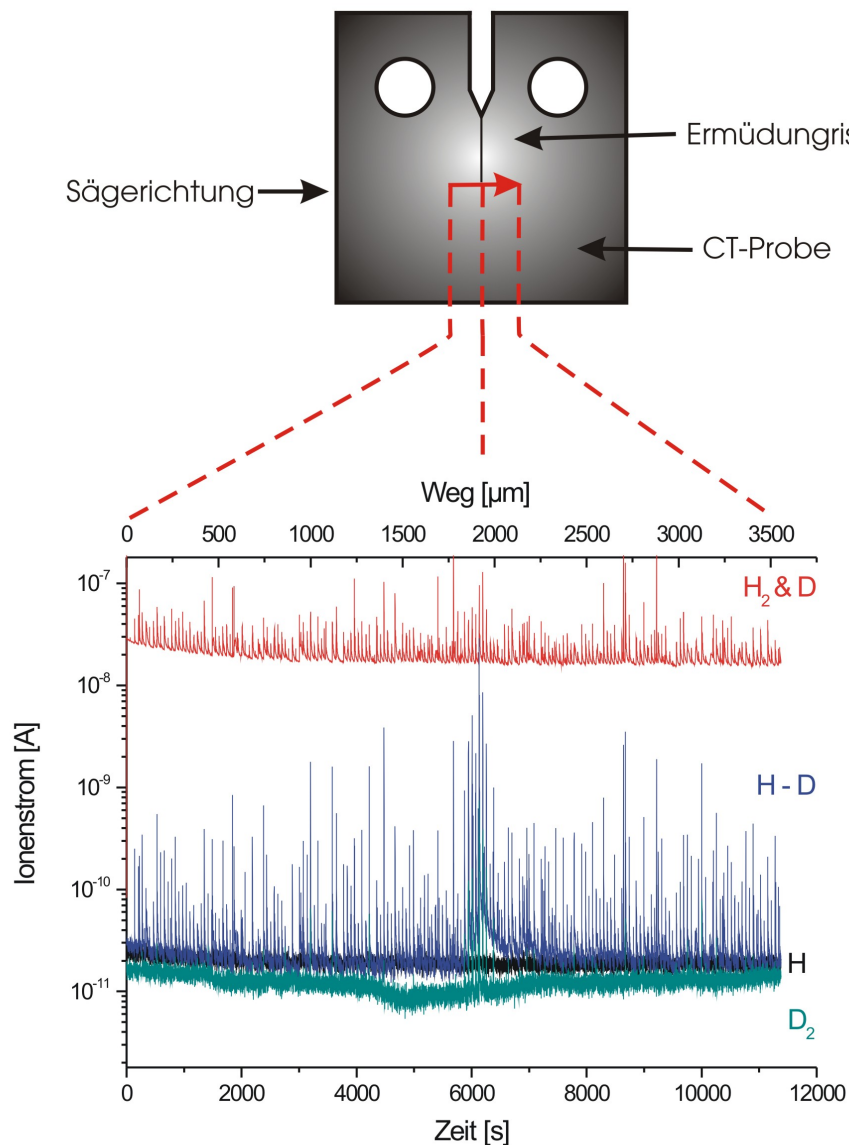 Ermüdungris
Sägerichtung
CT-Probe
Weg [µm]
0 500 1000 1500 2000 2500 3000 3500
10⁻⁷
H₂ & D
10⁻⁸
10⁻⁹
H - D
Ionenstrom [A]
10⁻¹⁰
H
10⁻¹¹
D₂
0 2000 4000 6000 8000 10000 12000
Zeit [s]